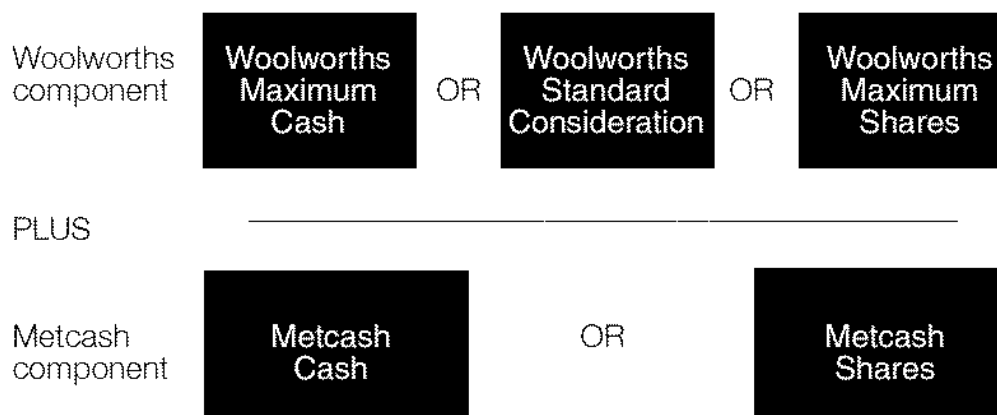 Woolworths
component
Woolworths
Maximum
Cash
OR
Woolworths
Standard
Consideration
OR
Woolworths
Maximum
Shares
PLUS
Metcash
component
Metcash
Cash
OR
Metcash
Shares